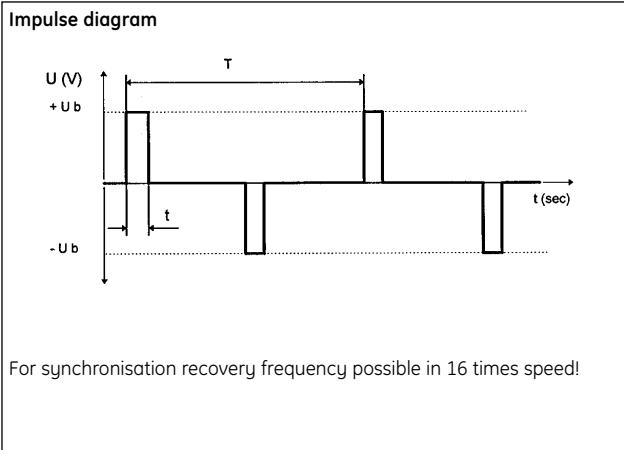 Impulse diagram
T
U (V)
+ U b
t (sec)
t
- U b
For synchronisation recovery frequency possible in 16 times speed!